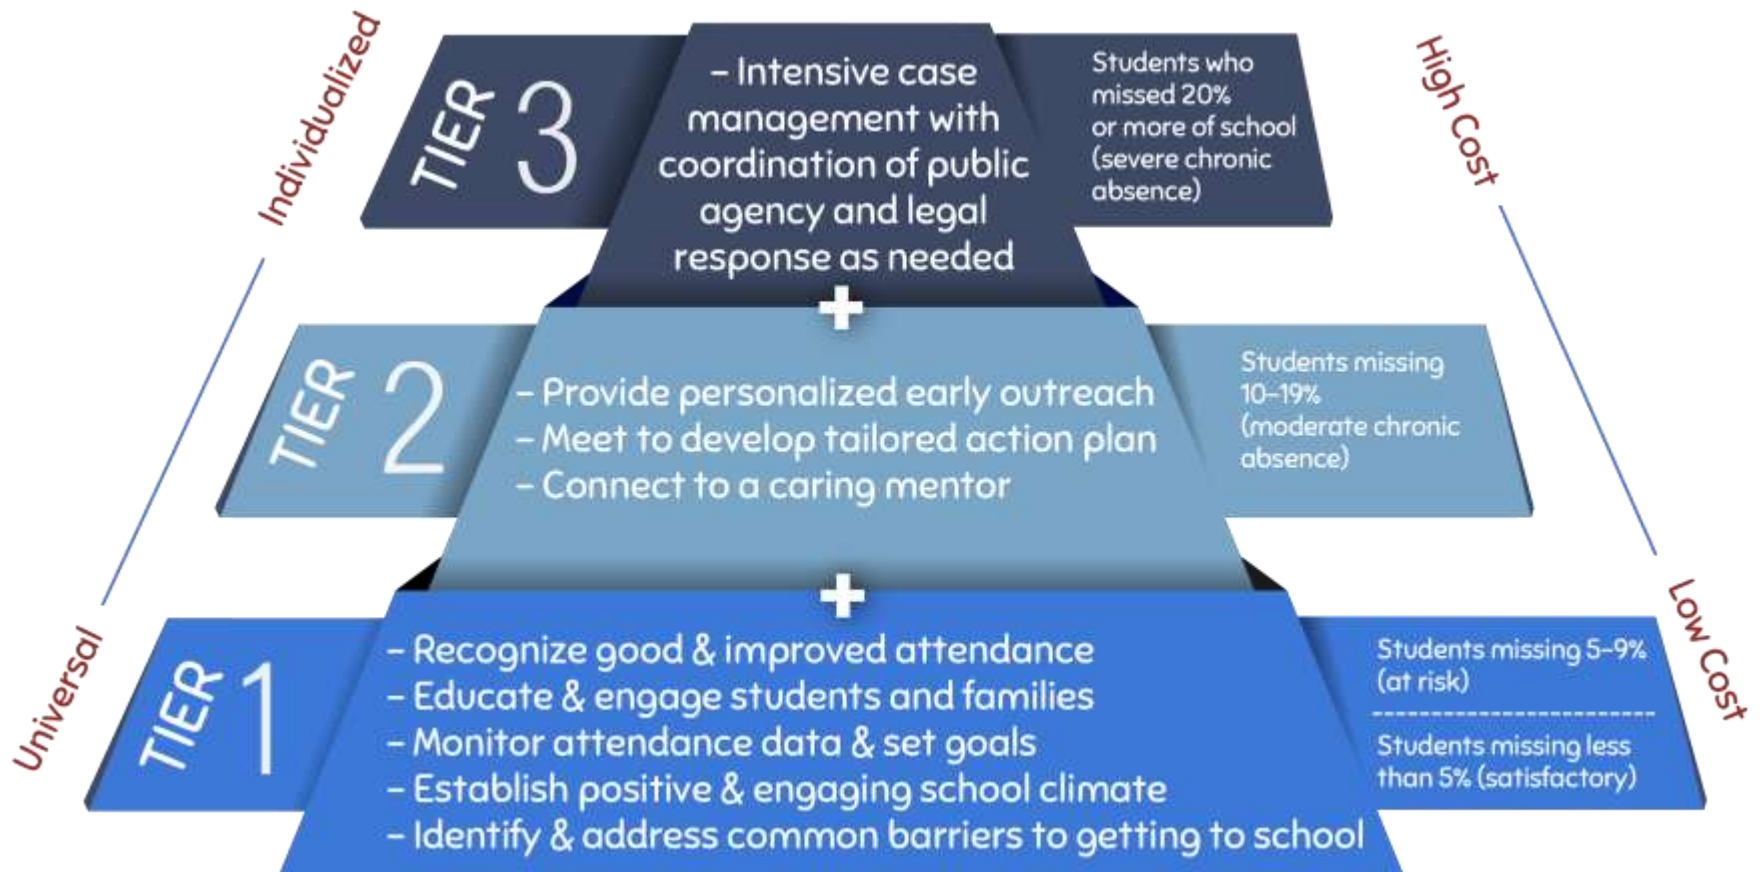 Individualized
TIER 3
– Intensive case
management with
coordination of public
agency and legal
response as needed
Students who
missed 20%
or more of school
(severe chronic
absence)
High Cost
+
TIER 2
– Provide personalized early outreach
– Meet to develop tailored action plan
– Connect to a caring mentor
Students missing
10–19%
(moderate chronic
absence)
+
Universal
TIER 1
– Recognize good & improved attendance
– Educate & engage students and families
– Monitor attendance data & set goals
– Establish positive & engaging school climate
– Identify & address common barriers to getting to school
Students missing 5–9%
(at risk)
Students missing less
than 5% (satisfactory)
Low Cost